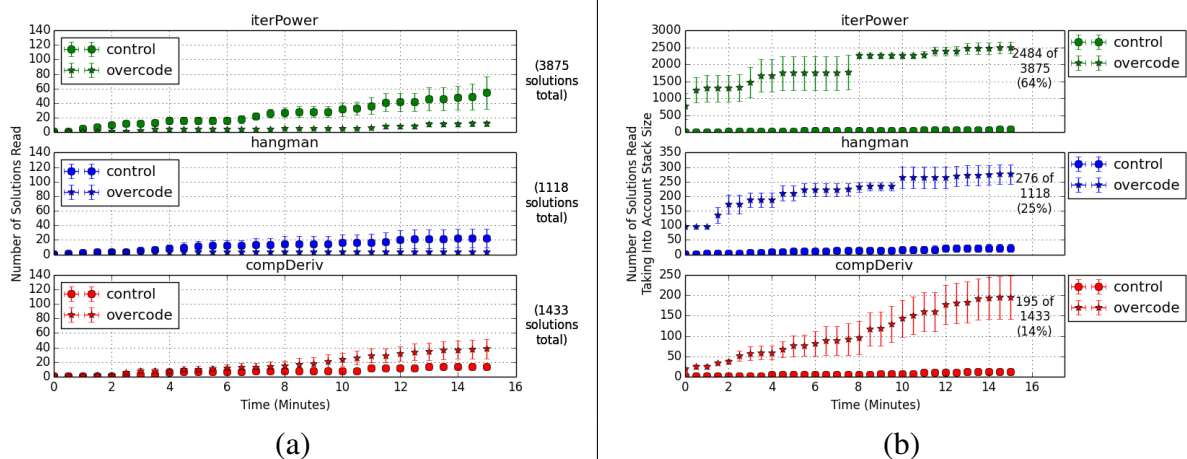 iterPower
140
120
100
80
60
40
20
0
control
overcode
(3875
solutions
total)
hangman
140
120
100
80
60
40
20
0
control
overcode
(1118
solutions
total)
compDeriv
140
120
100
80
60
40
20
0
control
overcode
(1433
solutions
total)
Number of Solutions Read
0 2 4 6 8 10 12 14 16
Time (Minutes)
(a)
iterPower
3000
2500
2000
1500
1000
500
0
2484 of
3875
(64%)
control
overcode
hangman
350
300
250
200
150
100
50
0
276 of
1118
(25%)
control
overcode
compDeriv
250
200
150
100
50
0
195 of
1433
(14%)
control
overcode
Number of Solutions Read
Taking Into Account Stack Size
0 2 4 6 8 10 12 14 16
Time (Minutes)
(b)